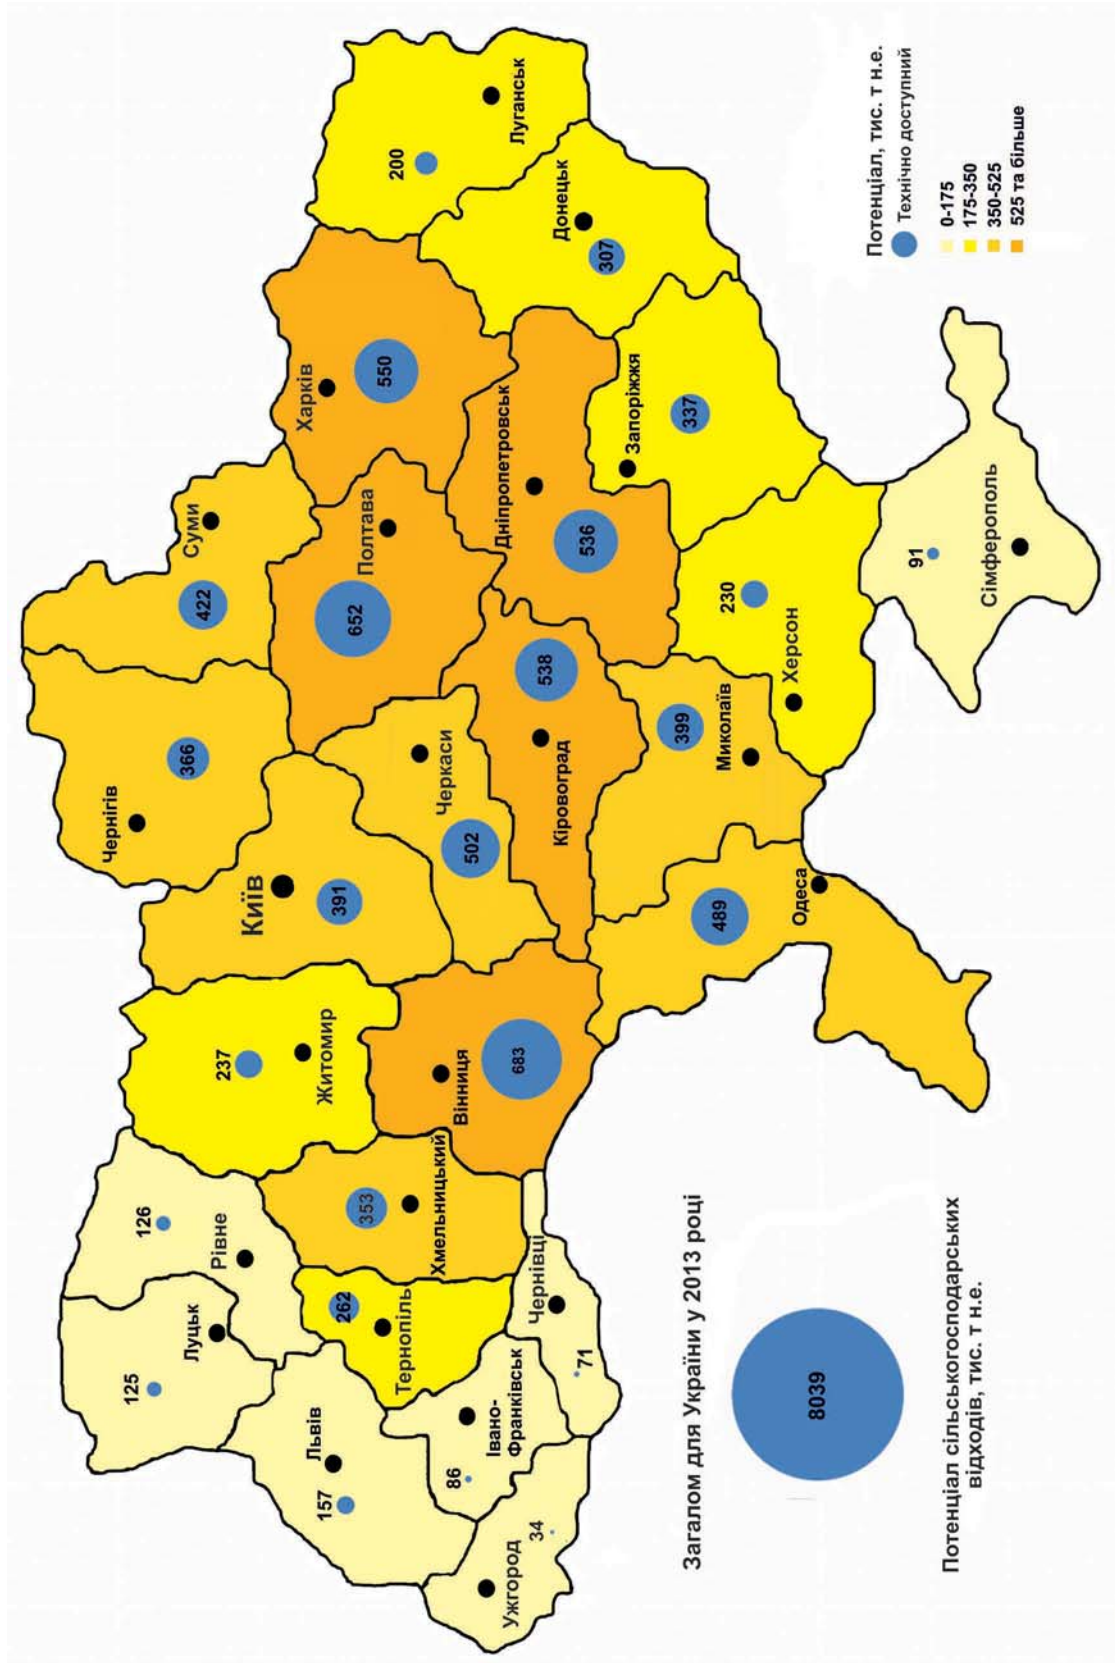 Луцьк
125
Рівне
126
Львів
157
Ужгород
34
Івано-
Франківськ
86
Чернівці
71
Тернопіль
262
Хмельницький
353
Житомир
237
Вінниця
683
Київ
391
Чернігів
366
Суми
422
Черкаси
502
Полтава
652
Харків
550
Луганськ
200
Донецьк
307
Дніпропетровськ
536
Запоріжжя
337
Кіровоград
538
Миколаїв
399
Одеса
489
Херсон
230
Сімферополь
91
Загалом для України у 2013 році
8039
Потенціал сільськогосподарських
відходів, тис. т н.е.
Потенціал, тис. т н.е.
Технічно доступний
0-175
175-350
350-525
525 та більше